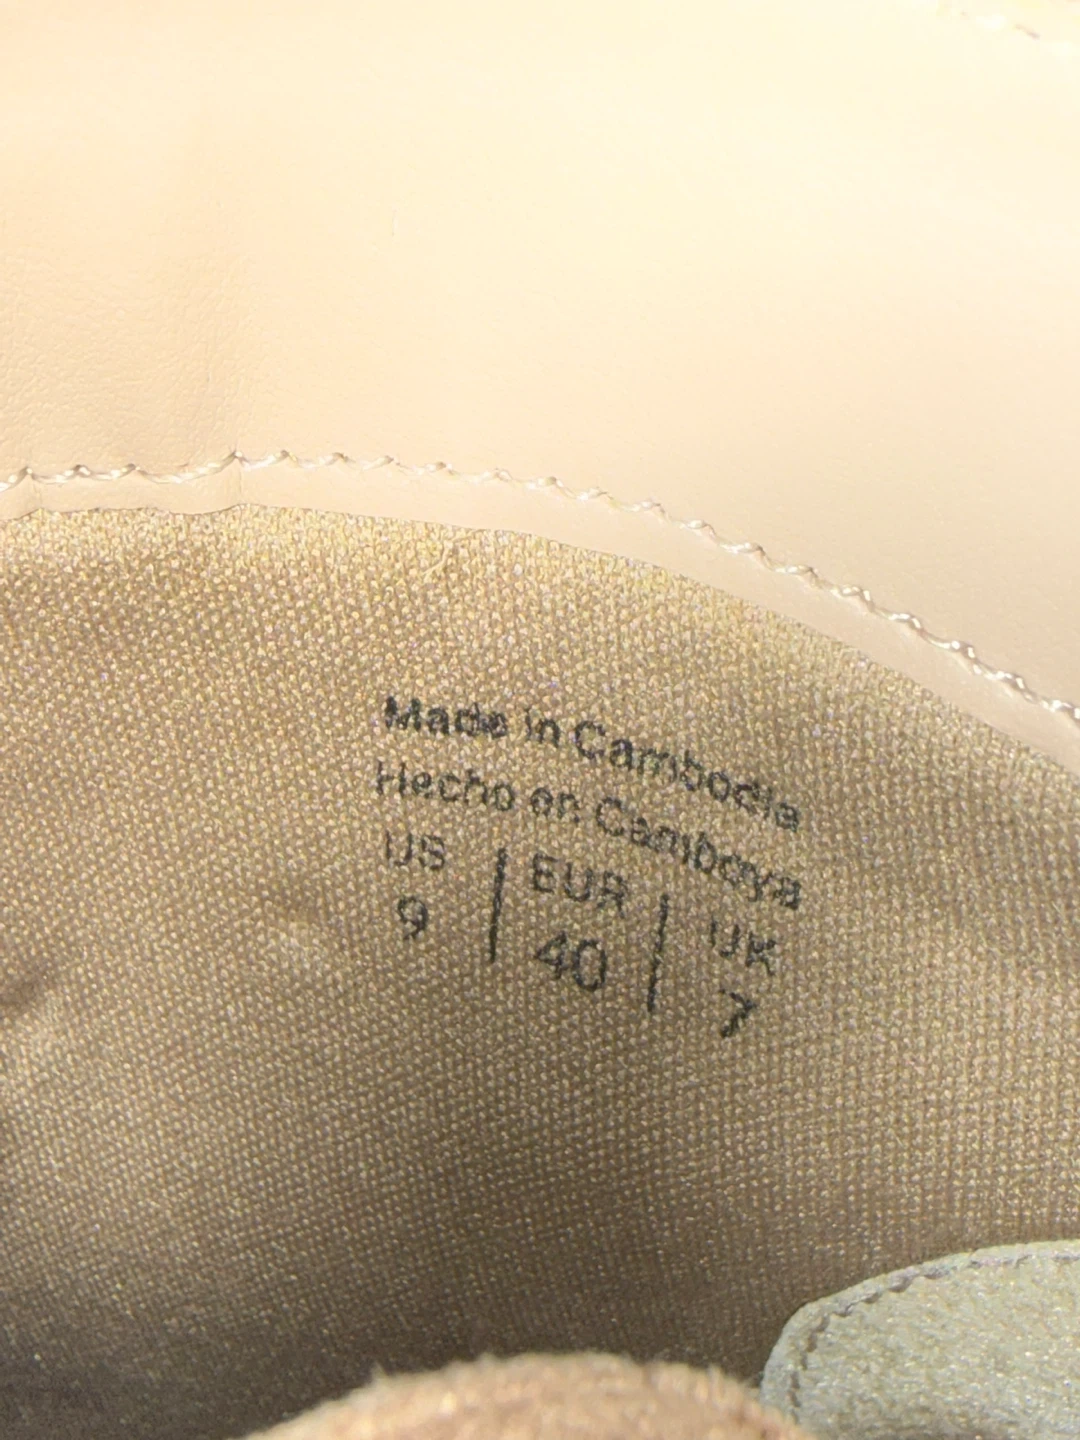 Made in Cambodia
Hecho en Camboya
US | EUR | UK
9 | 40 | 7